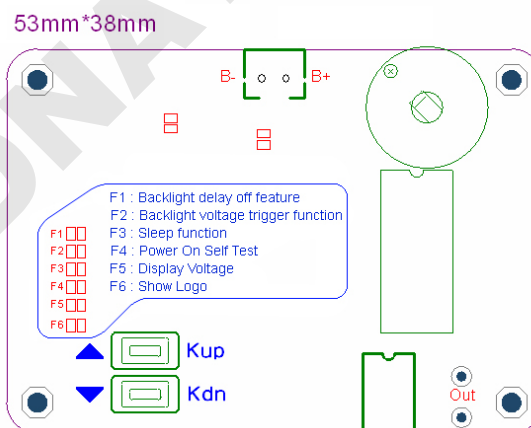 53mm*38mm
B- B+
F1 : Backlight delay off feature
F2 : Backlight voltage trigger function
F3 : Sleep function
F4 : Power On Self Test
F5 : Display Voltage
F6 : Show Logo
F1
F2
F3
F4
F5
F6
Kup
Kdn
Out